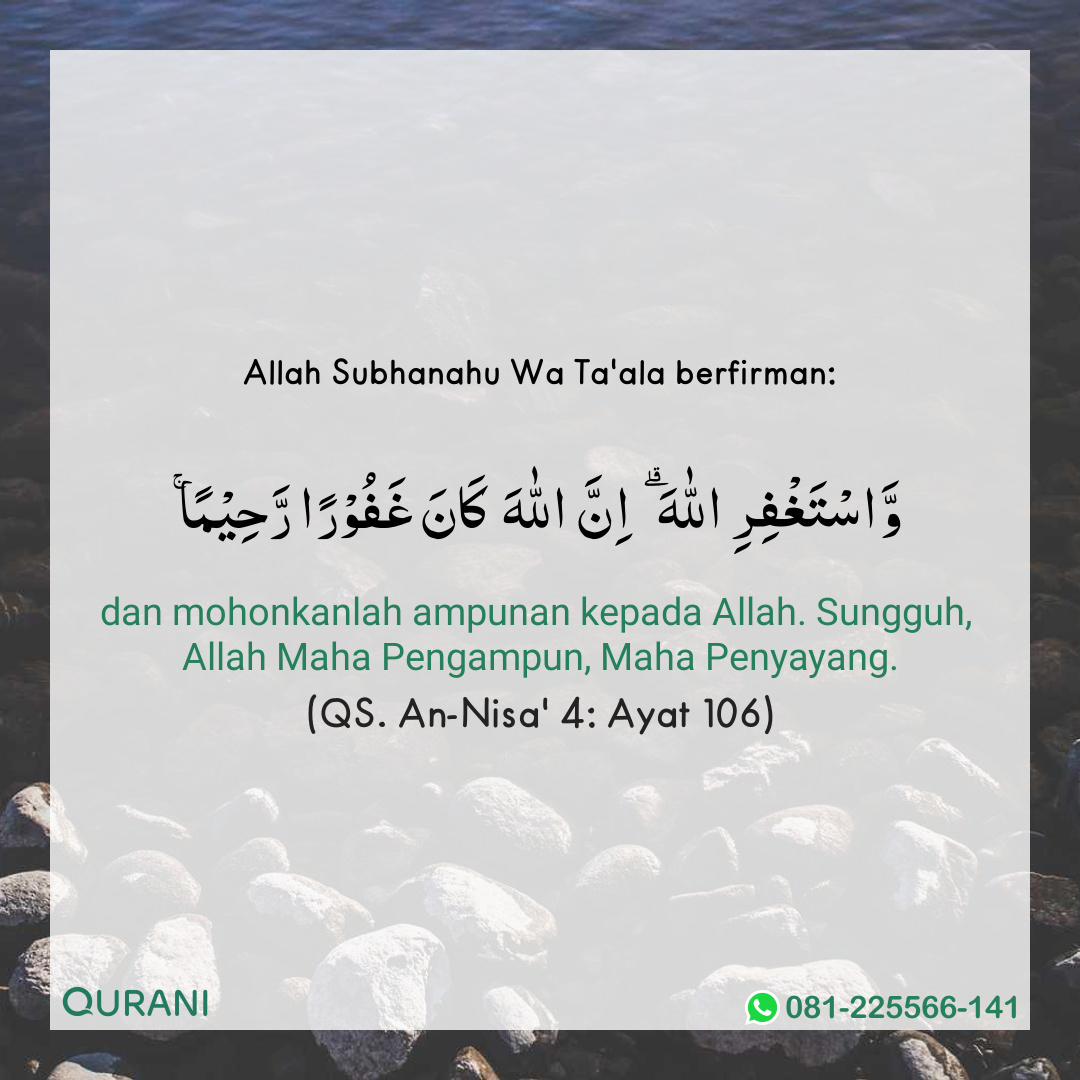 Allah Subhanahu Wa Ta'ala berfirman:
وَّاسْتَغْفِرِ اللّٰهَ ۗ اِنَّ اللّٰهَ كَانَ غَفُوْرًا رَّحِيْمًاۚ
dan mohonkanlah ampunan kepada Allah. Sungguh,
Allah Maha Pengampun, Maha Penyayang.
(QS. An-Nisa' 4: Ayat 106)
QURANI
081-225566-141